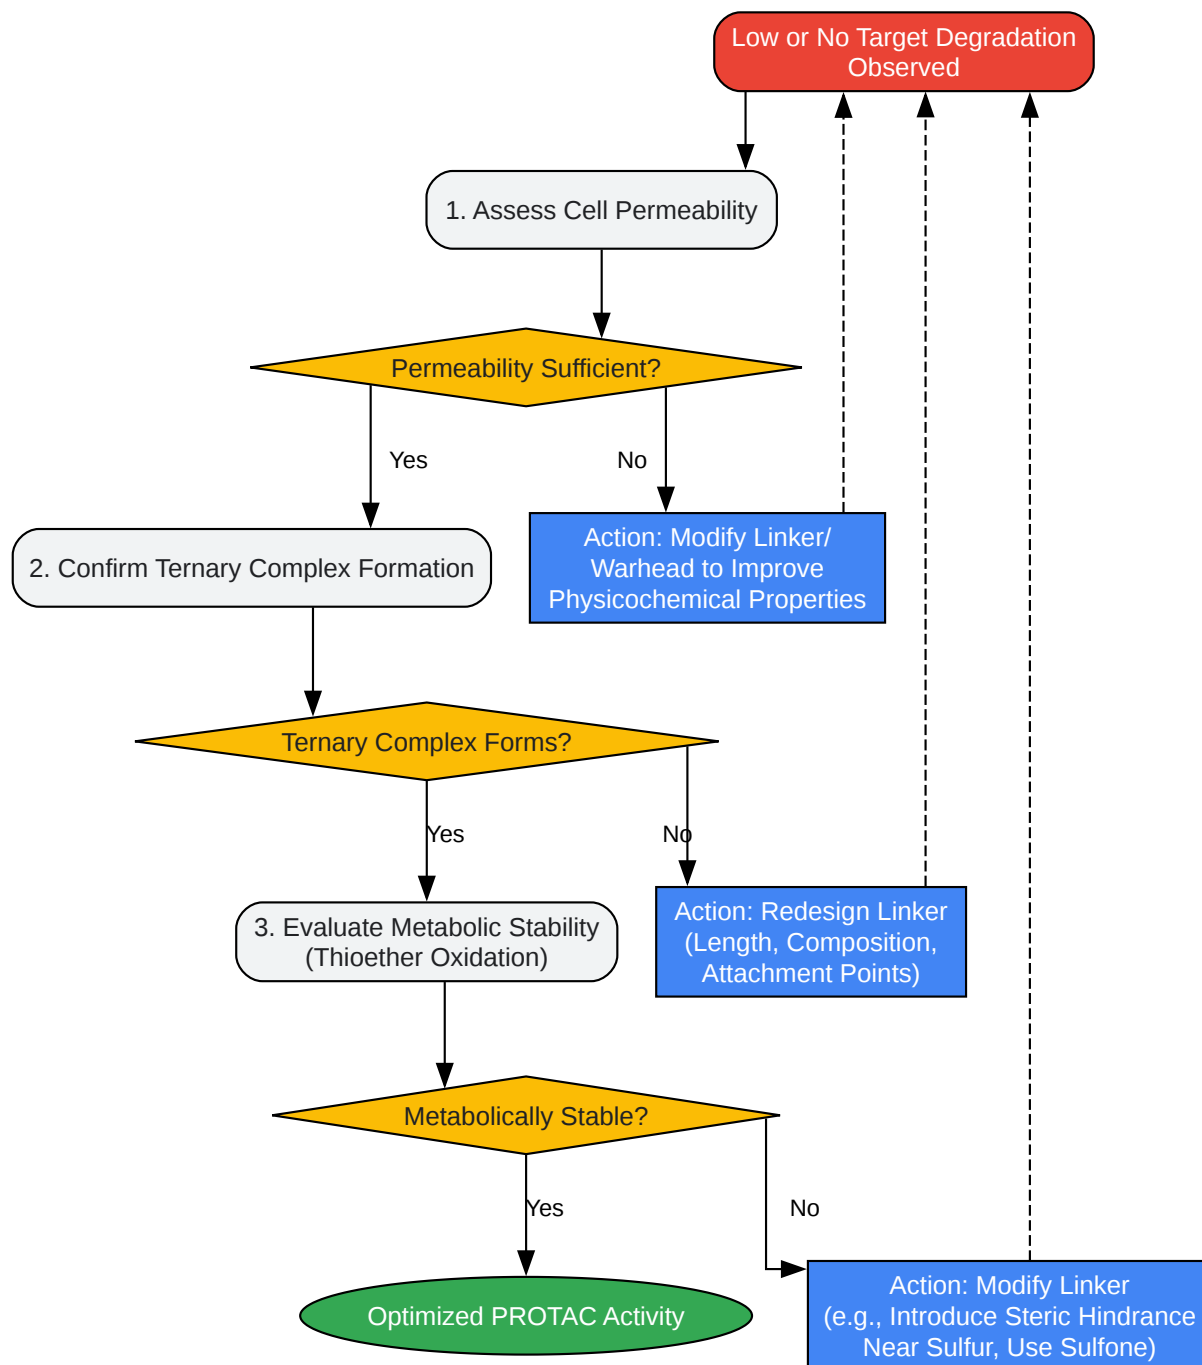 Low or No Target Degradation
Observed
1. Assess Cell Permeability
Permeability Sufficient?
Yes
No
Action: Modify Linker/
Warhead to Improve
Physicochemical Properties
2. Confirm Ternary Complex Formation
Ternary Complex Forms?
Yes
No
Action: Redesign Linker
(Length, Composition,
Attachment Points)
3. Evaluate Metabolic Stability
(Thioether Oxidation)
Metabolically Stable?
Yes
No
Action: Modify Linker
(e.g., Introduce Steric Hindrance
Near Sulfur, Use Sulfone)
Optimized PROTAC Activity